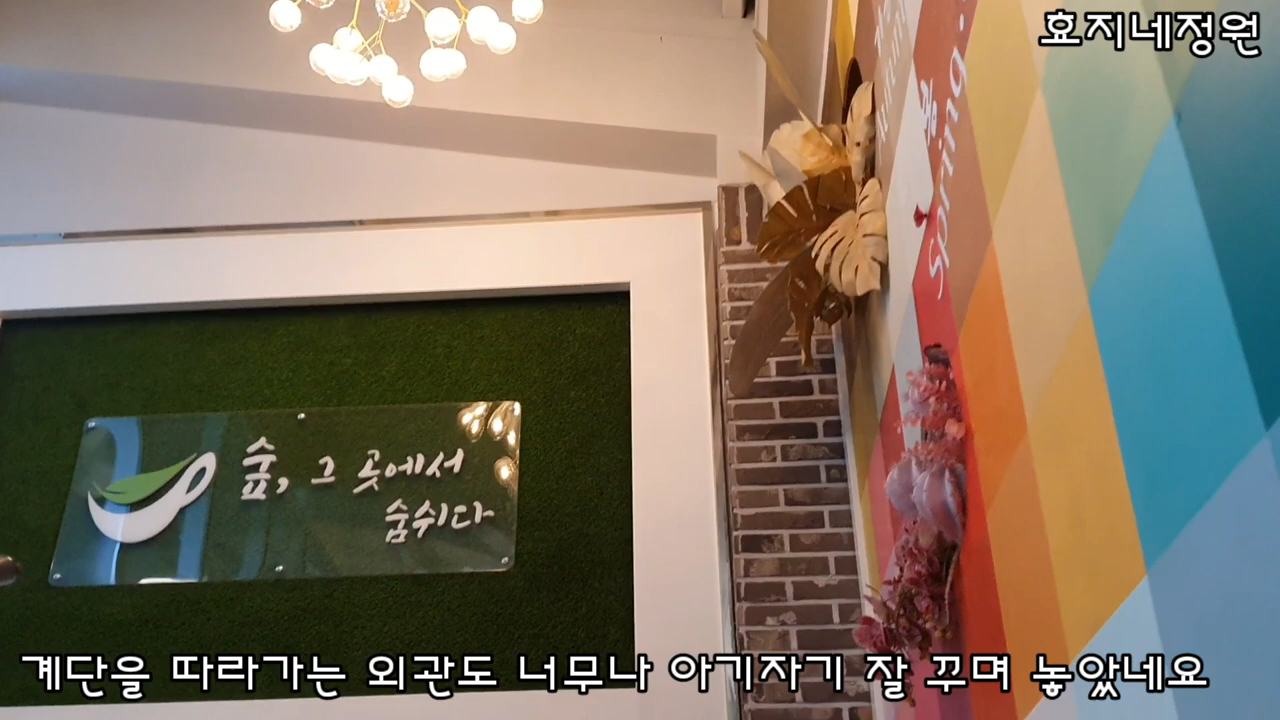 효지네정원
숲, 그 곳에서
숨쉬다
계단을 따라가는 외관도 너무나 아기자기 잘 꾸며 놓았네요